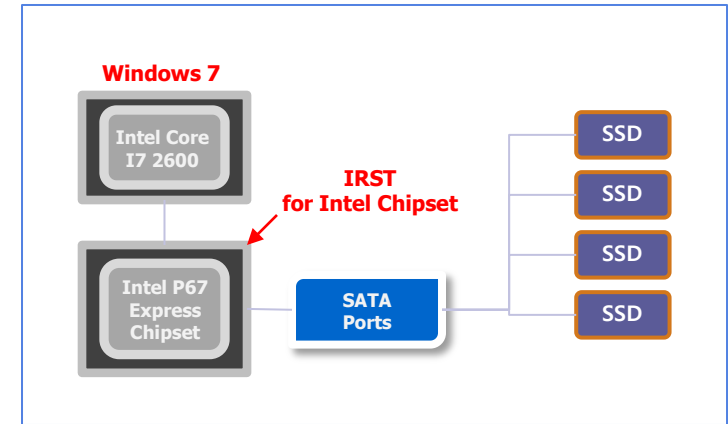 Windows 7
Intel Core
I7 2600
IRST
for Intel Chipset
Intel P67
Express
Chipset
SATA
Ports
SSD
SSD
SSD
SSD